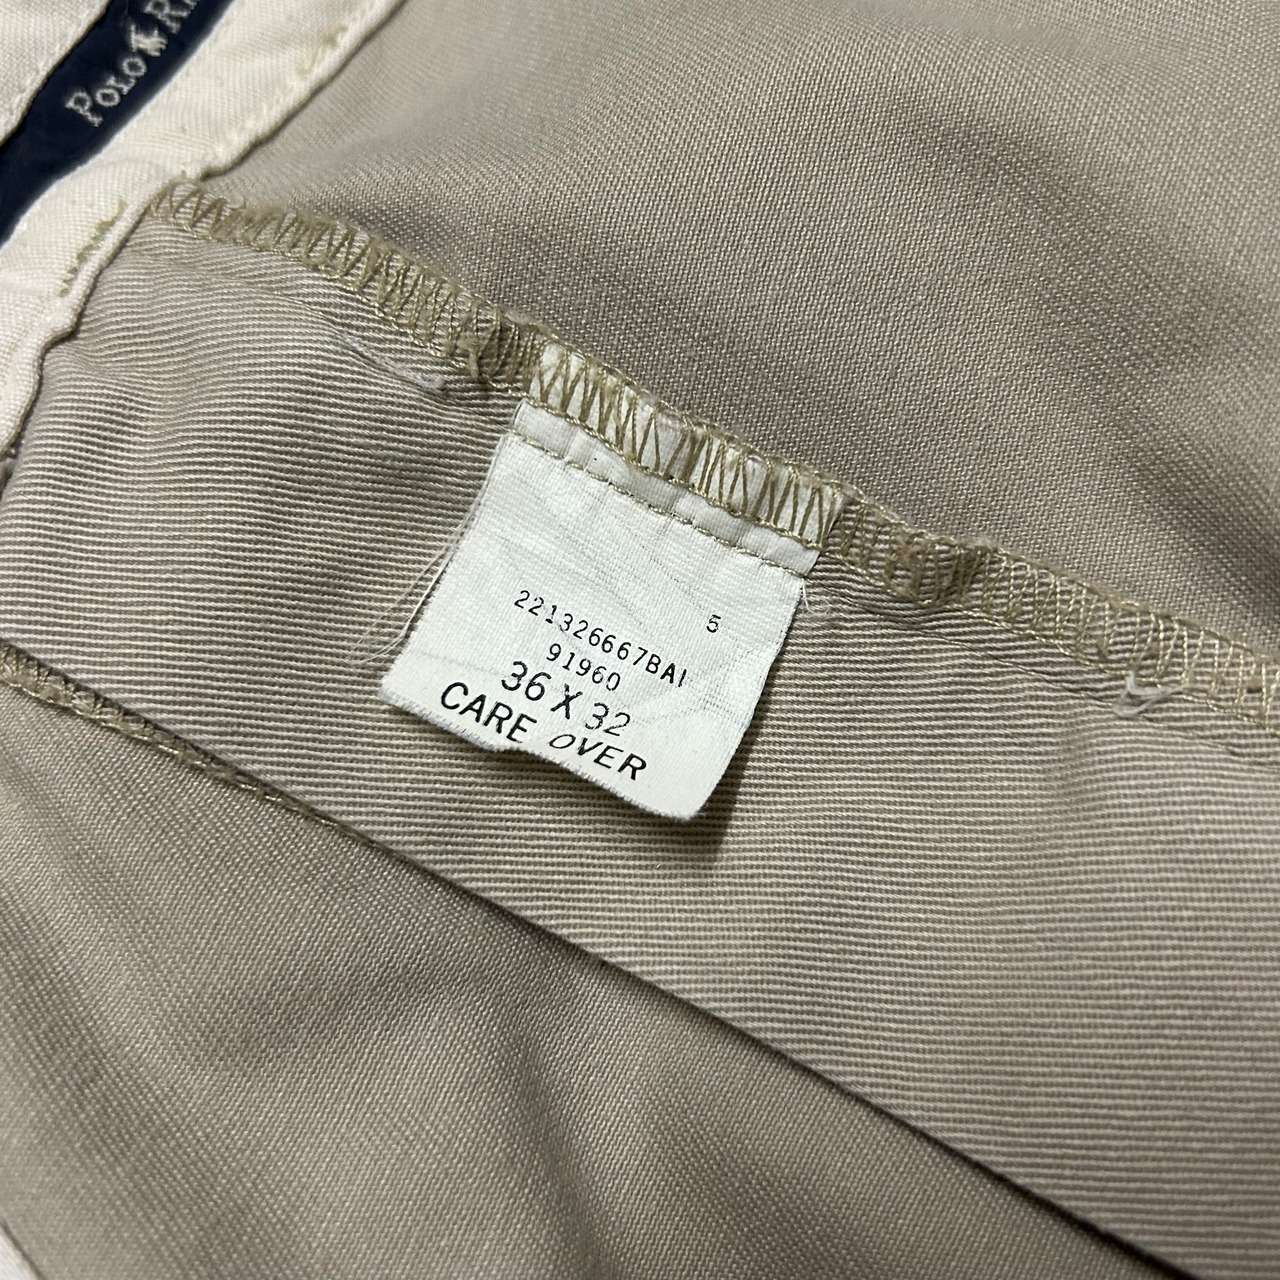 POLO
5
221326667BAI
91960
36 X 32
CARE OVER